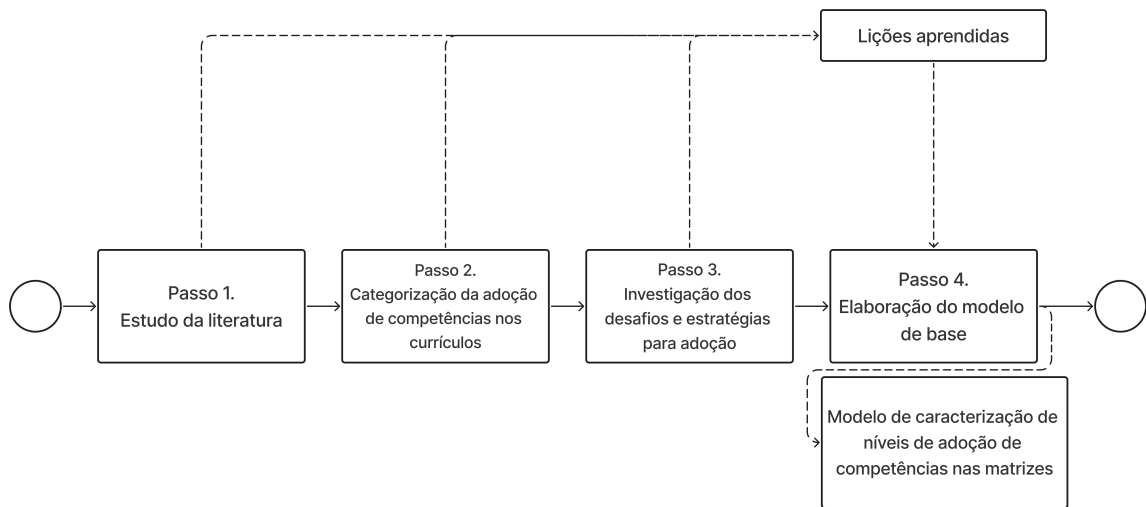 Lições aprendidas
Passo 1.
Estudo da literatura
Passo 2.
Categorização da adoção
de competências nos
currículos
Passo 3.
Investigação dos
desafios e estratégias
para adoção
Passo 4.
Elaboração do modelo
de base
Modelo de caracterização de
níveis de adoção de
competências nas matrizes